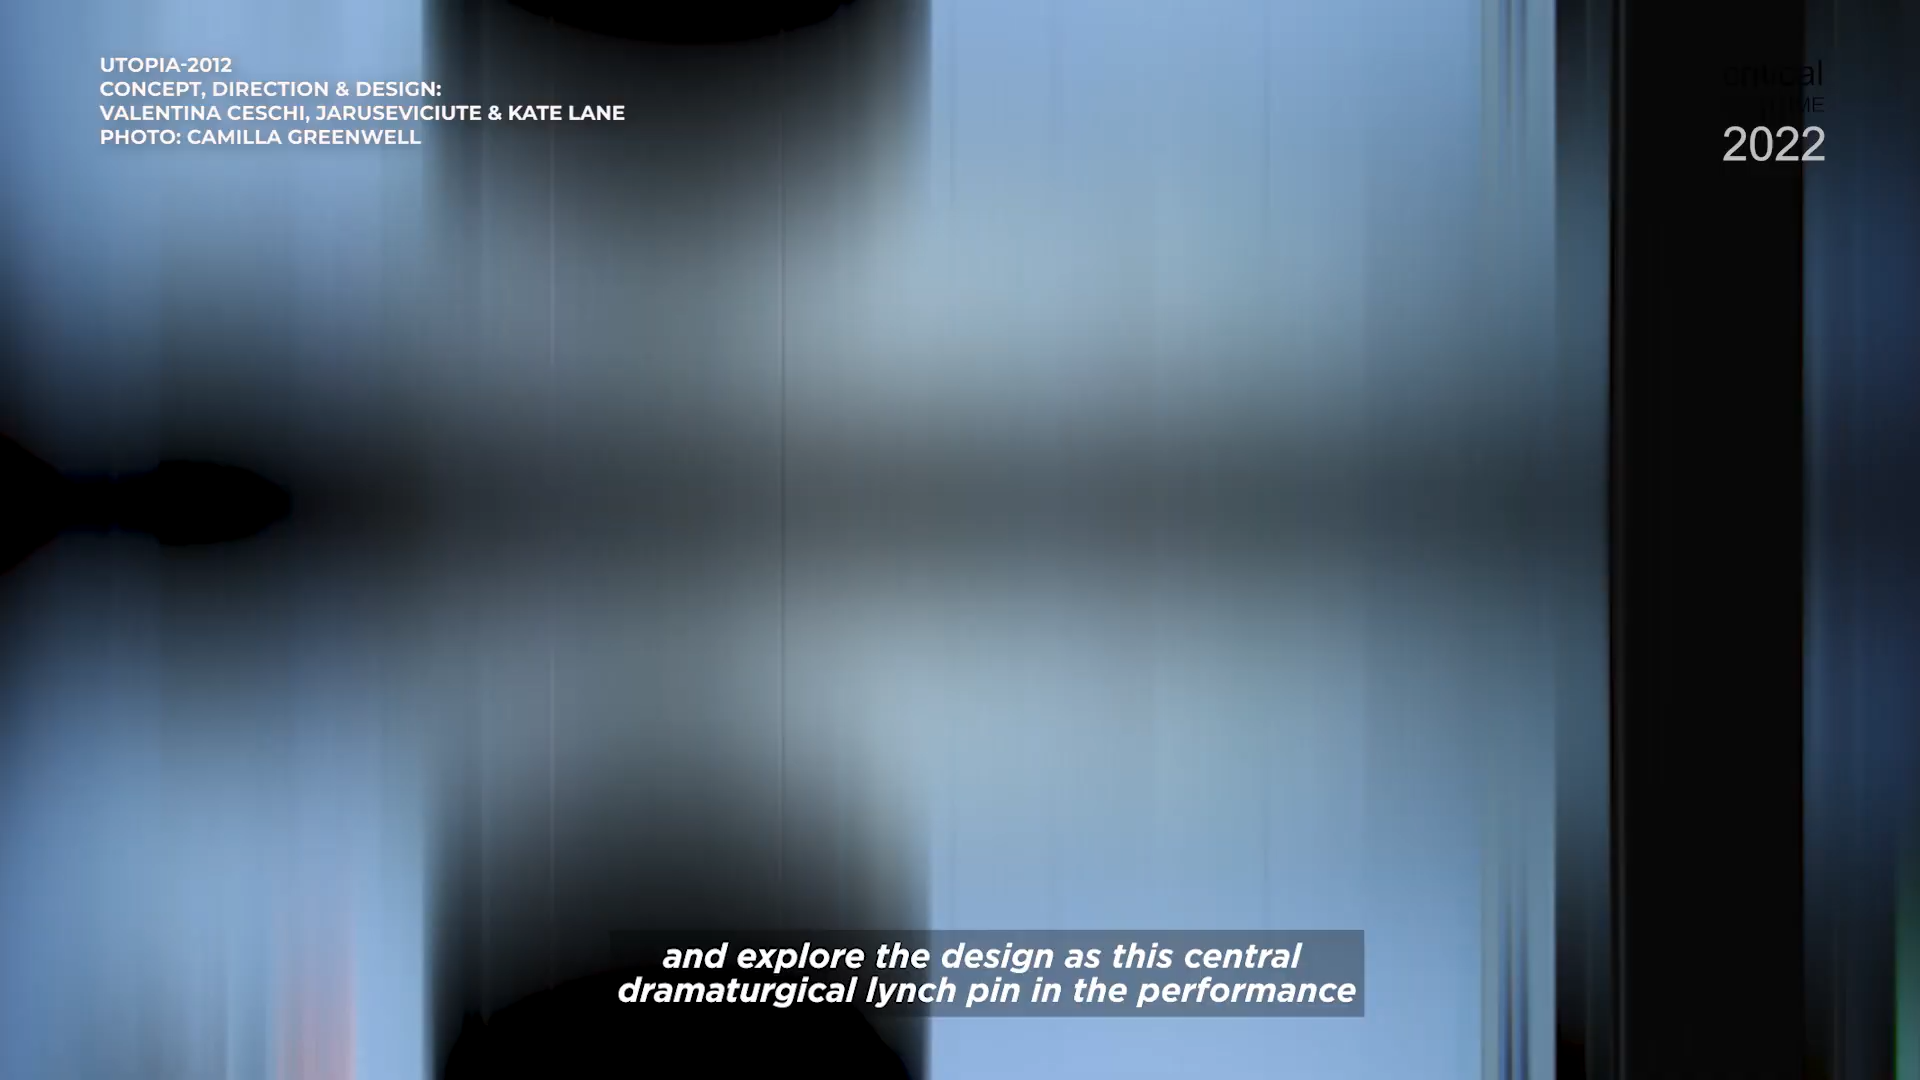 UTOPIA-2012
CONCEPT, DIRECTION & DESIGN:
VALENTINA CESCHI, JARUSEVICIUTE & KATE LANE
PHOTO: CAMILLA GREENWELL
critical
2022
and explore the design as this central
dramaturgical lynch pin in the performance